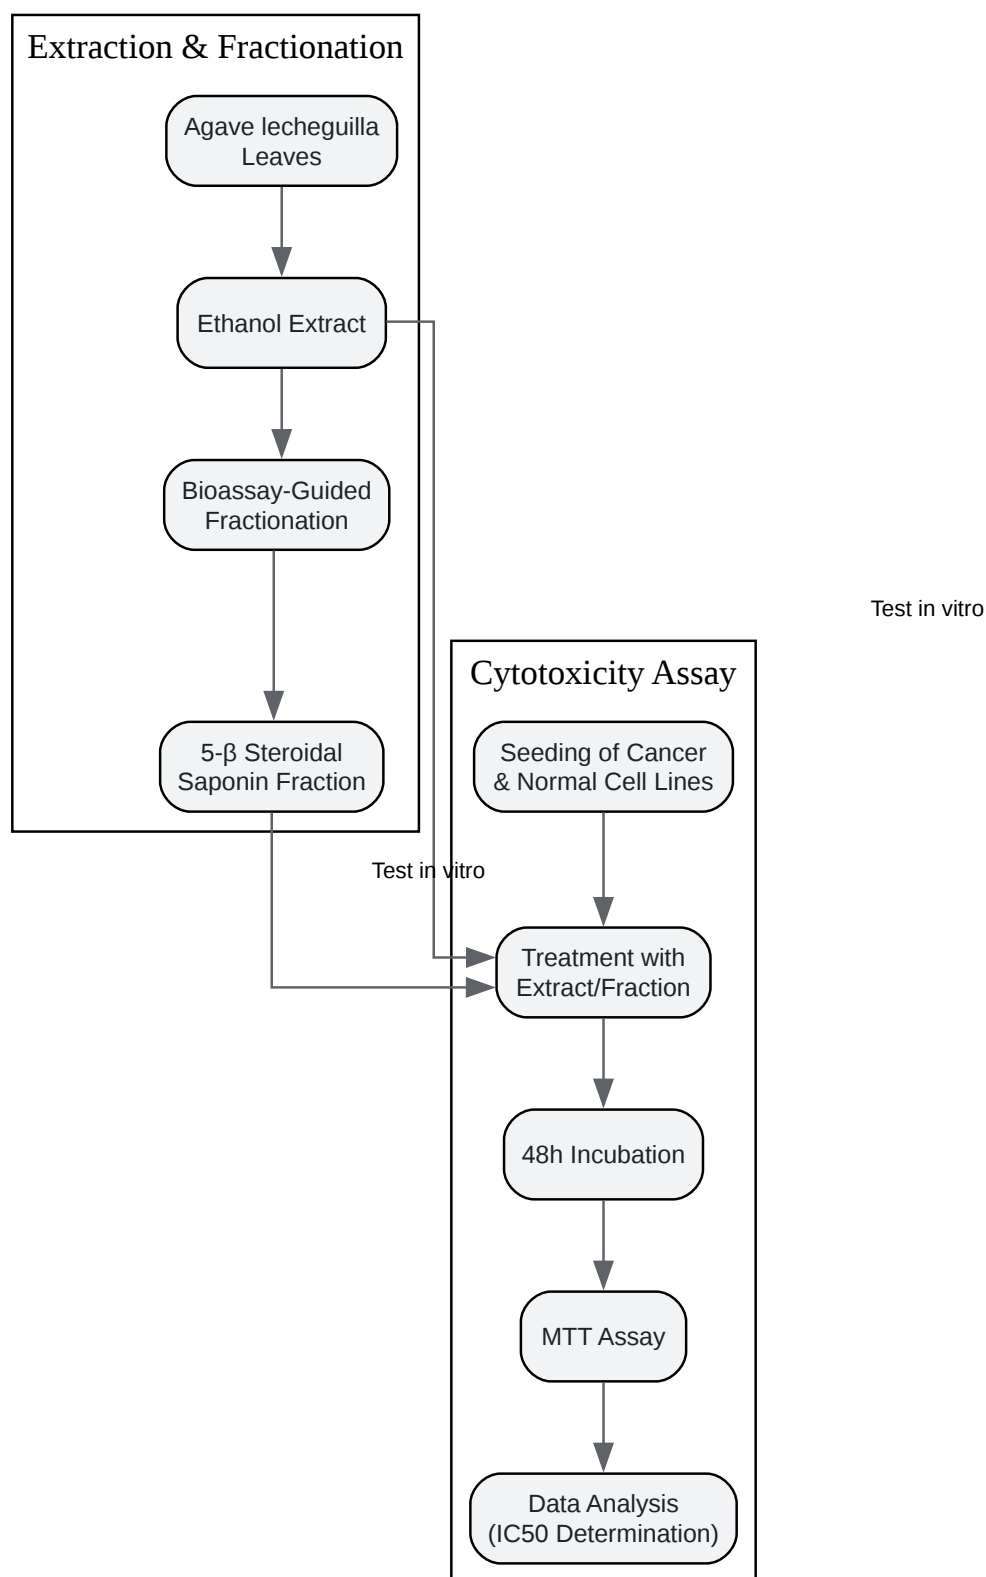 Extraction & Fractionation
Agave lecheguilla
Leaves
Ethanol Extract
Bioassay-Guided
Fractionation
5-β Steroidal
Saponin Fraction
Test in vitro
Test in vitro
Cytotoxicity Assay
Seeding of Cancer
& Normal Cell Lines
Treatment with
Extract/Fraction
48h Incubation
MTT Assay
Data Analysis
(IC50 Determination)